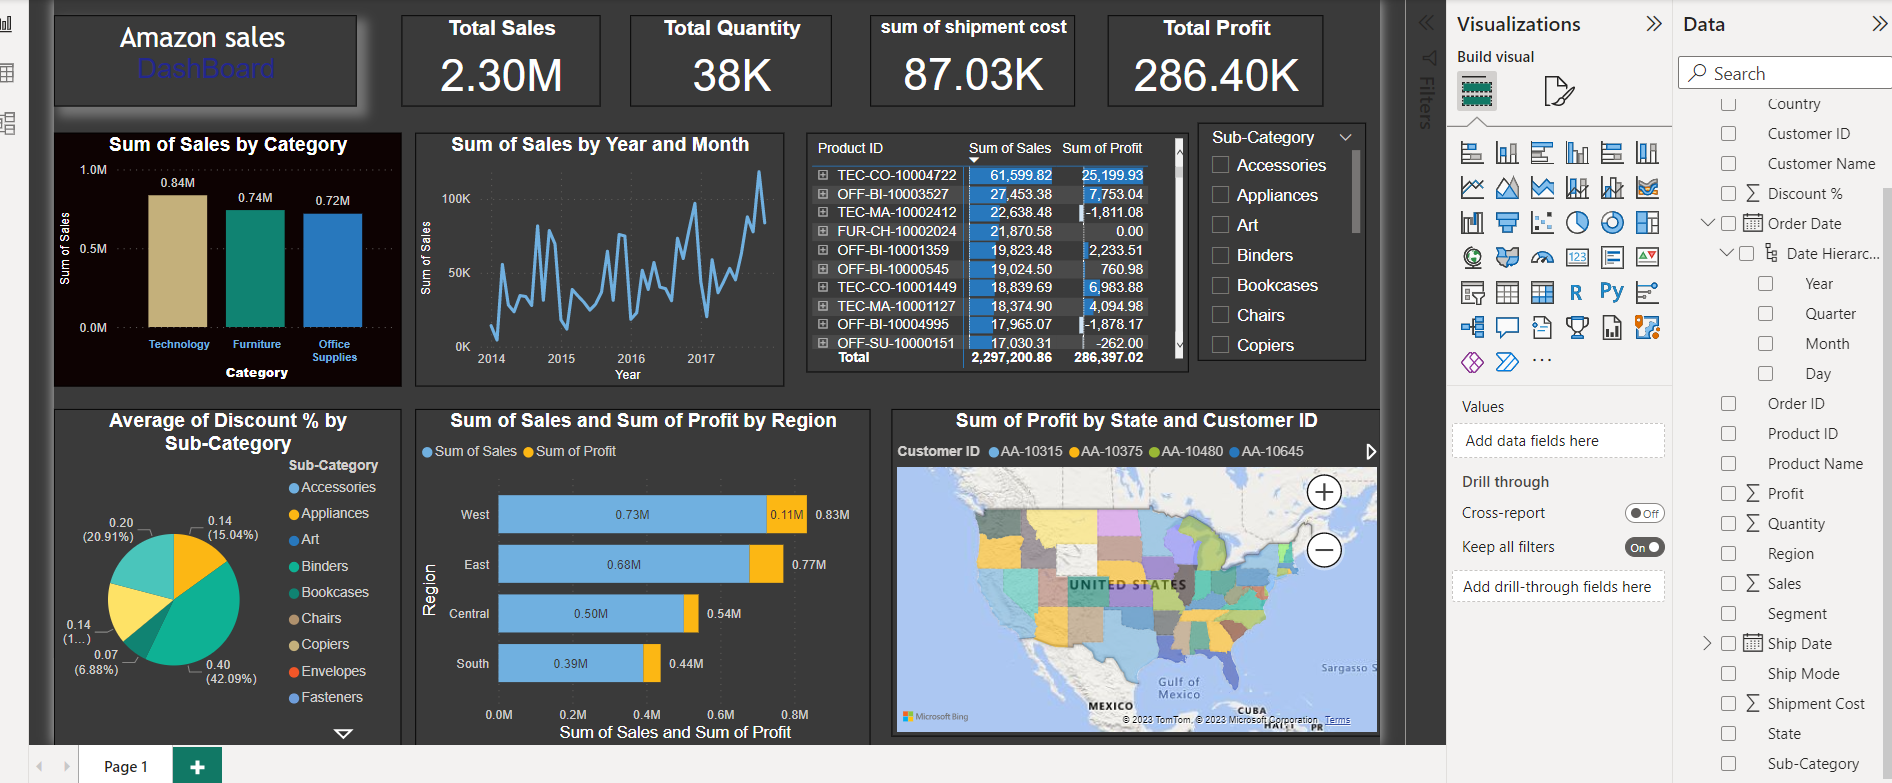 Amazon sales
DashBoard
Total Sales
2.30M
Total Quantity
38K
sum of shipment cost
87.03K
Total Profit
286.40K
Sum of Sales by Category
1.0M
0.5M
0.0M
Sum of Sales
0.84M
0.74M
0.72M
Technology
Furniture
Office
Supplies
Category
Sum of Sales by Year and Month
100K
50K
0K
Sum of Sales
2014
2015
2016
2017
Year
Product ID Sum of Sales Sum of Profit
TEC-CO-10004722 61,599.82 25,199.93
OFF-BI-10003527 27,453.38 7,753.04
TEC-MA-10002412 22,638.48 -1,811.08
FUR-CH-10002024 21,870.58 0.00
OFF-BI-10001359 19,823.48 2,233.51
OFF-BI-10000545 19,024.50 760.98
TEC-CO-10001449 18,839.69 6,983.88
TEC-MA-10001127 18,374.90 4,094.98
OFF-BI-10004995 17,965.07 -1,878.17
OFF-SU-10000151 17,030.31 -262.00
Total 2,297,200.86 286,397.02
Sub-Category
Accessories
Appliances
Art
Binders
Bookcases
Chairs
Copiers
Average of Discount % by
Sub-Category
Sub-Category
Accessories
Appliances
Art
Binders
Bookcases
Chairs
Copiers
Envelopes
Fasteners
0.20
(20.91%)
0.14
(15.04%)
0.14
(1...)
0.07
(6.88%)
0.40
(42.09%)
Sum of Sales and Sum of Profit by Region
Sum of Sales Sum of Profit
Region
West 0.73M 0.11M 0.83M
East 0.68M 0.77M
Central 0.50M 0.54M
South 0.39M 0.44M
0.0M 0.2M 0.4M 0.6M 0.8M
Sum of Sales and Sum of Profit
Sum of Profit by State and Customer ID
Customer ID AA-10315 AA-10375 AA-10480 AA-10645
UNITED STATES
Sargasso S
Gulf of
Mexico
MEXICO
CUBA
HAITI
PR
Microsoft Bing
© 2023 TomTom, © 2023 Microsoft Corporation Terms
Page 1
+
Filters
Visualizations
Build visual
123
R
Py
...
Values
Add data fields here
Drill through
Cross-report
Off
Keep all filters
On
Add drill-through fields here
Data
Search
Country
Customer ID
Customer Name
Discount %
Order Date
Date Hierarc...
Year
Quarter
Month
Day
Order ID
Product ID
Product Name
Profit
Quantity
Region
Sales
Segment
Ship Date
Ship Mode
Shipment Cost
State
Sub-Category